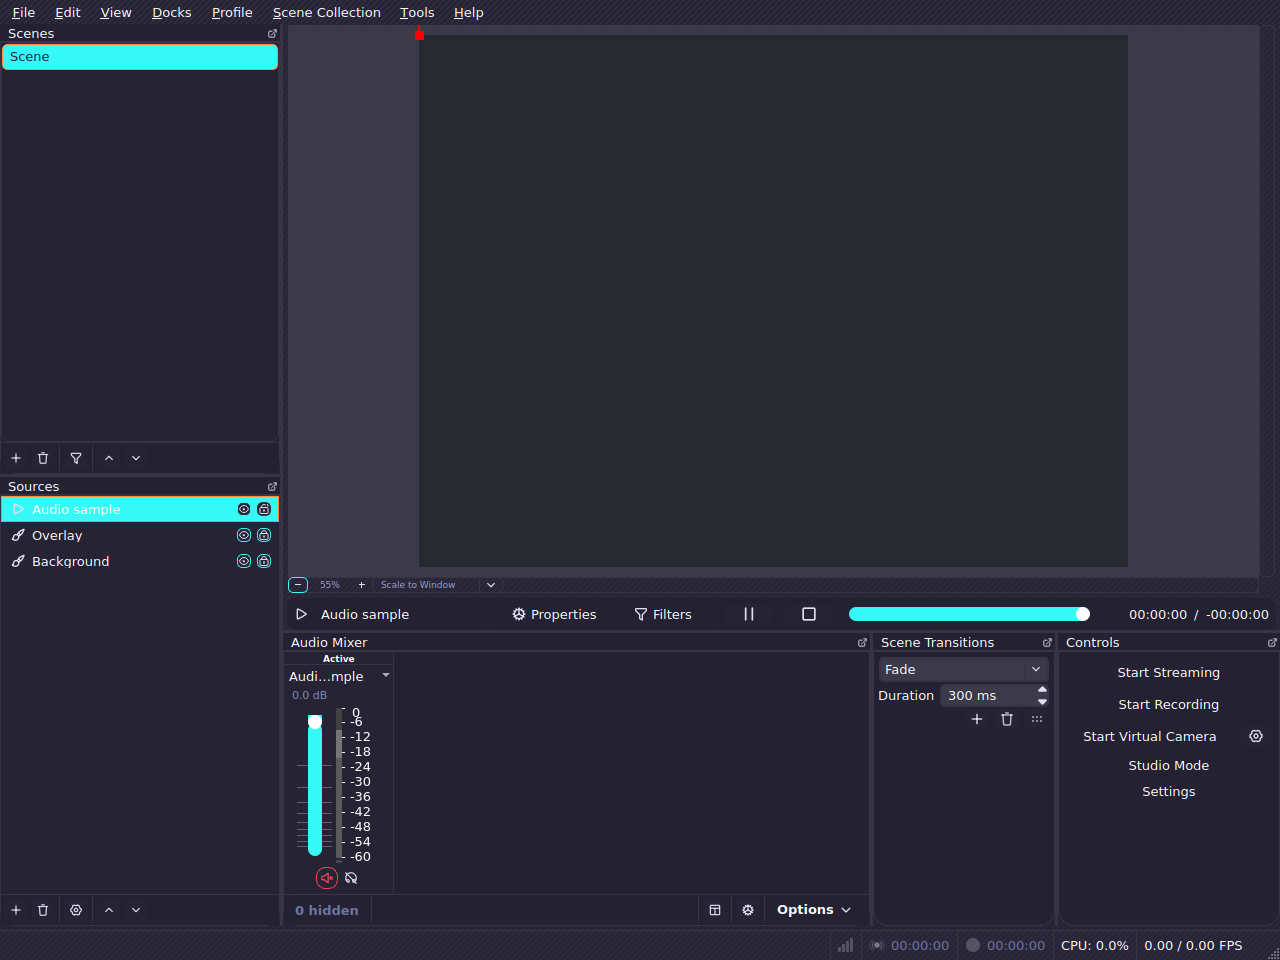 File Edit View Docks Profile Scene Collection Tools Help
Scenes
Scene
Sources
Audio sample
Overlay
Background
55% Scale to Window
Audio sample Properties Filters 00:00:00 / -00:00:00
Audio Mixer
Active
Audi...mple
0.0 dB
0
-6
-12
-18
-24
-30
-36
-42
-48
-54
-60
0 hidden Options
Scene Transitions
Fade
Duration 300 ms
Controls
Start Streaming
Start Recording
Start Virtual Camera
Studio Mode
Settings
00:00:00 00:00:00 CPU: 0.0% 0.00 / 0.00 FPS